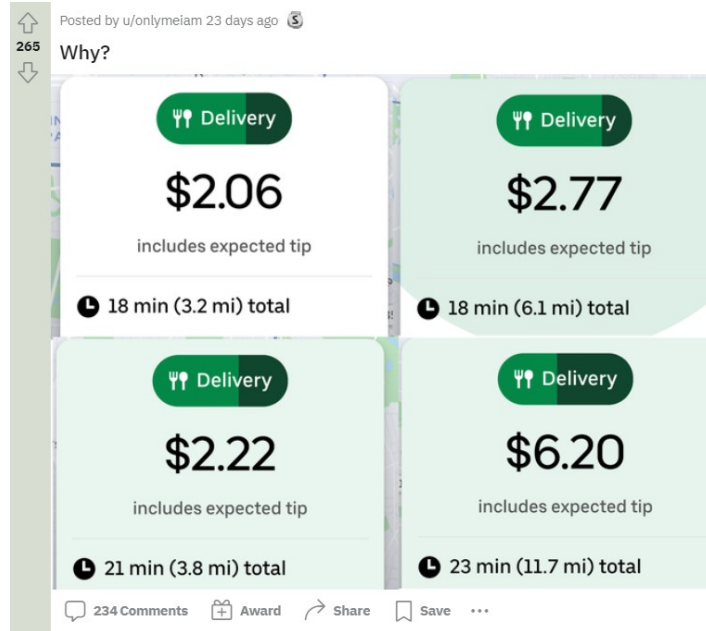 Posted by u/onlymeiam 23 days ago
265
Why?
Delivery
$2.06
includes expected tip
18 min (3.2 mi) total
Delivery
$2.77
includes expected tip
18 min (6.1 mi) total
Delivery
$2.22
includes expected tip
21 min (3.8 mi) total
Delivery
$6.20
includes expected tip
23 min (11.7 mi) total
234 Comments Award Share Save ...